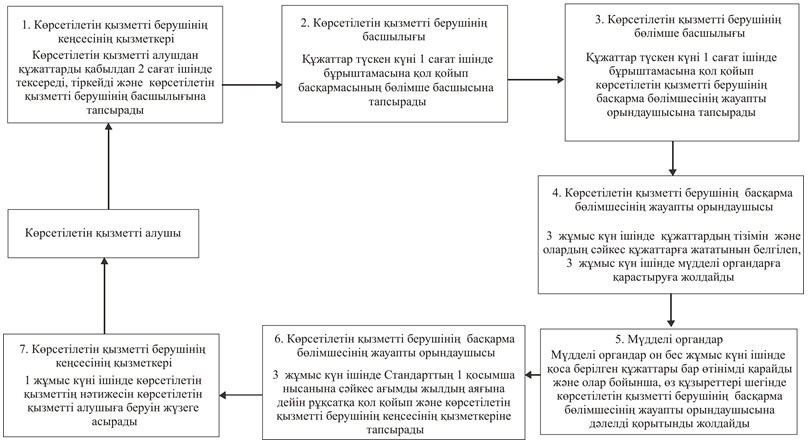 1. Көрсетілетін қызметті берушінің
кеңсесінің қызметкері
Көрсетілетін қызметті алушдан
құжаттарды қабылдап 2 сағат ішінде
тексереді, тіркейді және көрсетілетін
қызметті берушінің басшылығына
тапсырады
2. Көрсетілетін қызметті берушінің
басшылығы
Құжаттар түскен күні 1 сағат ішінде
бұрыштамасына қол қойып
басқармасының бөлімше басшысына
тапсырады
3. Көрсетілетін қызметті берушінің
бөлімше басшылығы
Құжаттар түскен күні 1 сағат ішінде
бұрыштамасына қол қойып
көрсетілетін қызметті берушінің
басқарма бөлімшесінің жауапты
орындаушысына тапсырады
4. Көрсетілетін қызметті берушінің басқарма
бөлімшесінің жауапты орындаушысы
3 жұмыс күн ішінде құжаттардың тізімін және
олардың сәйкес құжаттарға жататынын белгілеп,
3 жұмыс күн ішінде мүдделі органдарға
қарастыруға жолдайды
5. Мүдделі органдар
Мүдделі органдар он бес жұмыс күні ішінде
қоса берілген құжаттары бар өтінімді қарайды
және олар бойынша, өз құзыреттері шегінде
көрсетілетін қызметті берушінің басқарма
бөлімшесінің жауапты орындаушысына
дәлелді қорытынды жолдайды
6. Көрсетілетін қызметті берушінің басқарма
бөлімшесінің жауапты орындаушысы
3 жұмыс күн ішінде Стандарттың 1 қосымша
нысанына сәйкес ағымды жылдың аяғына
дейін рұқсатқа қол қойып және көрсетілетін
қызметті берушінің кеңсесінің қызметкеріне
тапсырады
7. Көрсетілетін қызметті берушінің
кеңсесінің қызметкері
1 жұмыс күні ішінде көрсетілетін
қызметтің нәтижесін көрсетілетін
қызметті алушыға беруін жүзеге
асырады
Көрсетілетін қызметті алушы